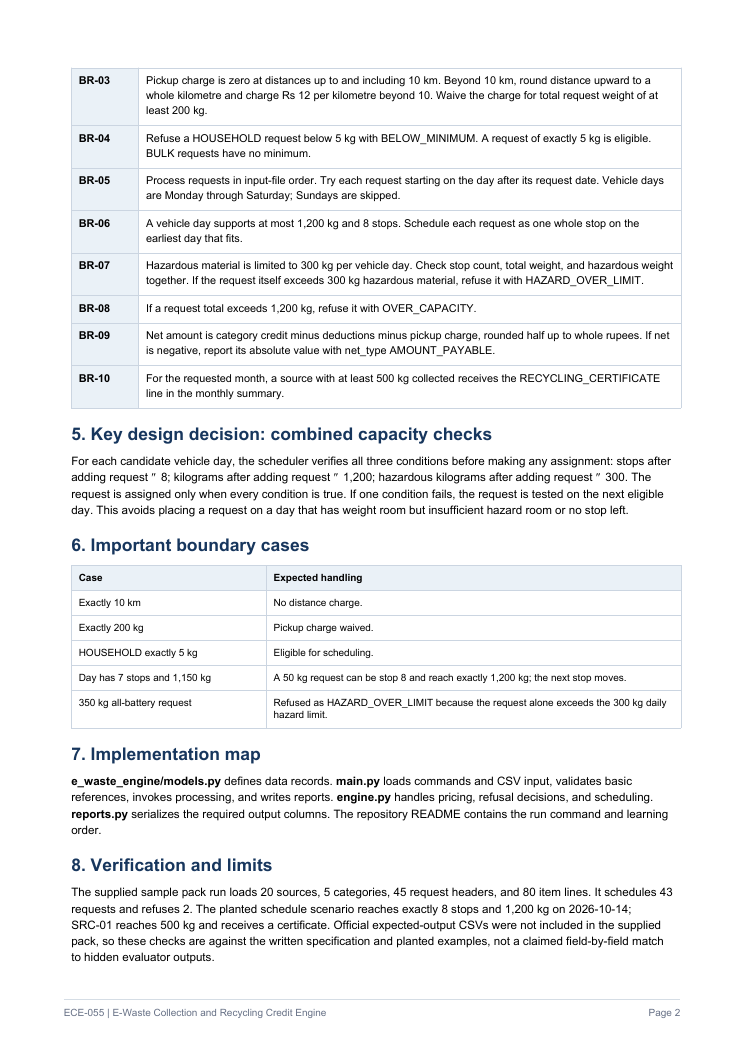 BR-03
Pickup charge is zero at distances up to and including 10 km. Beyond 10 km, round distance upward to a
whole kilometre and charge Rs 12 per kilometre beyond 10. Waive the charge for total request weight of at
least 200 kg.
BR-04
Refuse a HOUSEHOLD request below 5 kg with BELOW_MINIMUM. A request of exactly 5 kg is eligible.
BULK requests have no minimum.
BR-05
Process requests in input-file order. Try each request starting on the day after its request date. Vehicle days
are Monday through Saturday; Sundays are skipped.
BR-06
A vehicle day supports at most 1,200 kg and 8 stops. Schedule each request as one whole stop on the
earliest day that fits.
BR-07
Hazardous material is limited to 300 kg per vehicle day. Check stop count, total weight, and hazardous weight
together. If the request itself exceeds 300 kg hazardous material, refuse it with HAZARD_OVER_LIMIT.
BR-08
If a request total exceeds 1,200 kg, refuse it with OVER_CAPACITY.
BR-09
Net amount is category credit minus deductions minus pickup charge, rounded half up to whole rupees. If net
is negative, report its absolute value with net_type AMOUNT_PAYABLE.
BR-10
For the requested month, a source with at least 500 kg collected receives the RECYCLING_CERTIFICATE
line in the monthly summary.
5. Key design decision: combined capacity checks
For each candidate vehicle day, the scheduler verifies all three conditions before making any assignment: stops after
adding request " 8; kilograms after adding request " 1,200; hazardous kilograms after adding request " 300. The
request is assigned only when every condition is true. If one condition fails, the request is tested on the next eligible
day. This avoids placing a request on a day that has weight room but insufficient hazard room or no stop left.
6. Important boundary cases
Case Expected handling
Exactly 10 km No distance charge.
Exactly 200 kg Pickup charge waived.
HOUSEHOLD exactly 5 kg Eligible for scheduling.
Day has 7 stops and 1,150 kg A 50 kg request can be stop 8 and reach exactly 1,200 kg; the next stop moves.
350 kg all-battery request Refused as HAZARD_OVER_LIMIT because the request alone exceeds the 300 kg daily
hazard limit.
7. Implementation map
e_waste_engine/models.py defines data records. main.py loads commands and CSV input, validates basic
references, invokes processing, and writes reports. engine.py handles pricing, refusal decisions, and scheduling.
reports.py serializes the required output columns. The repository README contains the run command and learning
order.
8. Verification and limits
The supplied sample pack run loads 20 sources, 5 categories, 45 request headers, and 80 item lines. It schedules 43
requests and refuses 2. The planted schedule scenario reaches exactly 8 stops and 1,200 kg on 2026-10-14;
SRC-01 reaches 500 kg and receives a certificate. Official expected-output CSVs were not included in the supplied
pack, so these checks are against the written specification and planted examples, not a claimed field-by-field match
to hidden evaluator outputs.
ECE-055 | E-Waste Collection and Recycling Credit Engine Page 2